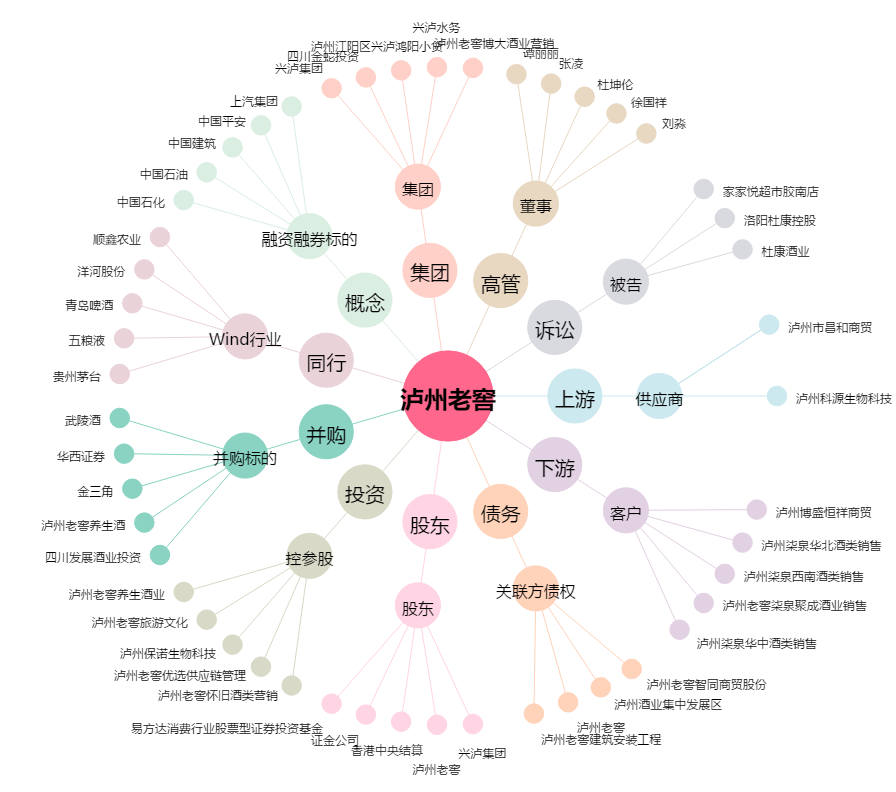 兴泸水务
泸州江阳区兴泸鸿阳小贷
泸州老窖博大酒业营销
四川金舵投资
兴泸集团
谭丽丽
张凌
杜坤伦
徐国祥
刘淼
上汽集团
中国平安
中国建筑
中国石油
中国石化
集团
董事
家家悦超市胶南店
洛阳杜康控股
杜康酒业
融资融券标的
顺鑫农业
洋河股份
青岛啤酒
五粮液
贵州茅台
集团
高管
被告
概念
诉讼
泸州市昌和商贸
Wind行业
同行
泸州老窖
上游
供应商
泸州科源生物科技
武陵酒
华西证券
金三角
泸州老窖养生酒
四川发展酒业投资
并购
并购标的
下游
投资
股东
债务
客户
泸州博盛恒祥商贸
泸州柒泉华北酒类销售
泸州柒泉西南酒类销售
泸州老窖柒泉聚成酒业销售
泸州柒泉华中酒类销售
控参股
关联方债权
股东
泸州老窖养生酒业
泸州老窖旅游文化
泸州保诺生物科技
泸州老窖优选供应链管理
泸州老窖怀旧酒类营销
泸州老窖智同商贸股份
泸州酒业集中发展区
泸州老窖
泸州老窖建筑安装工程
易方达消费行业股票型证券投资基金
证金公司
香港中央结算
泸州老窖
兴泸集团